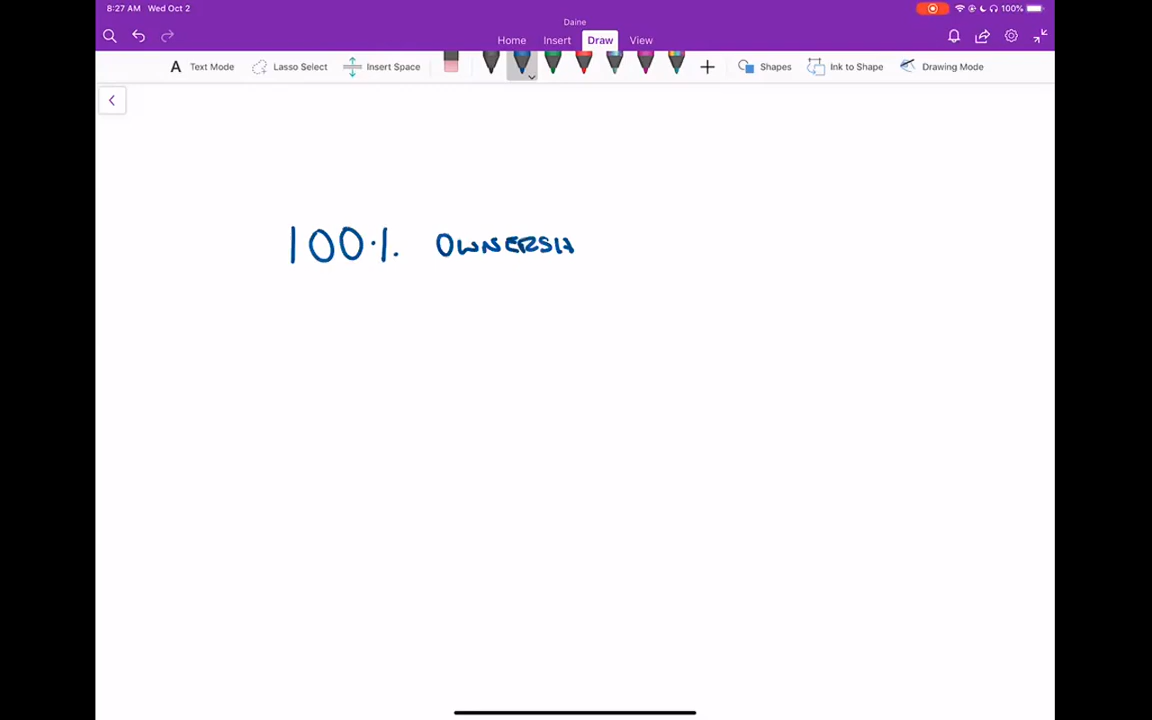 8:27 AM Wed Oct 2
100%
Daine
Home Insert Draw View
Text Mode Lasso Select Insert Space Shapes Ink to Shape Drawing Mode
100% OWNERSH